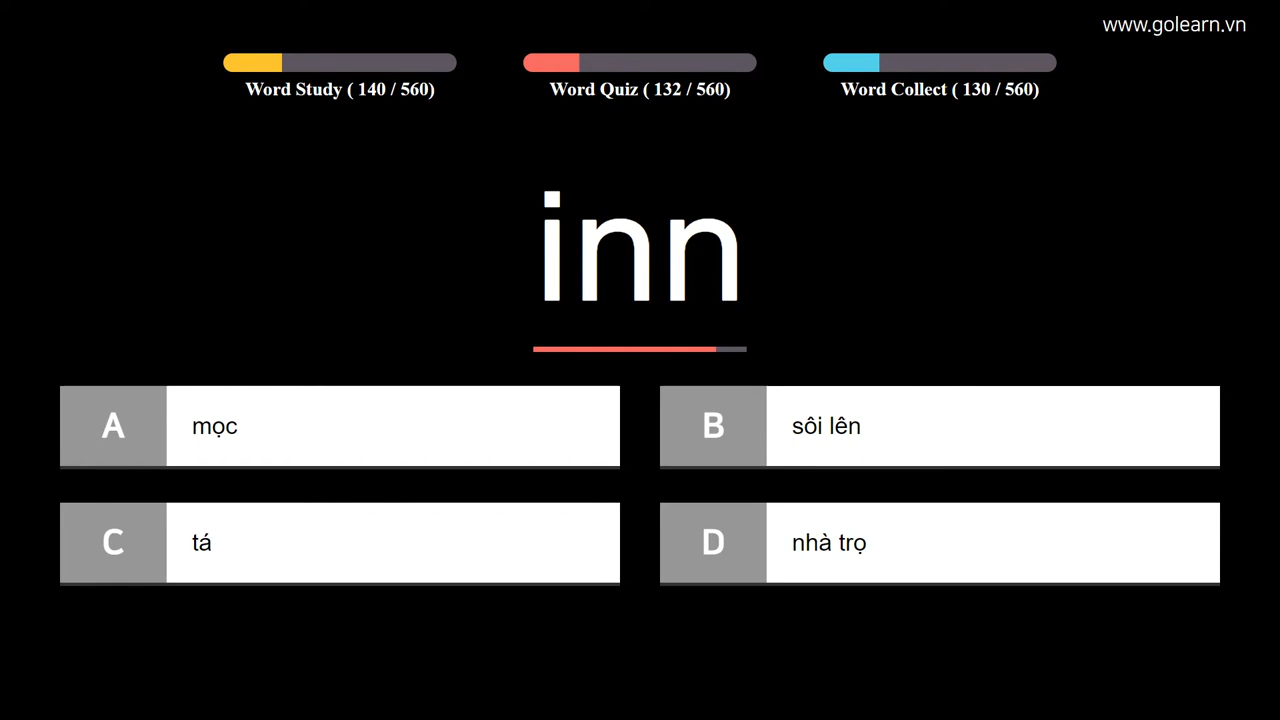 www.golearn.vn
Word Study ( 140 / 560)
Word Quiz ( 132 / 560)
Word Collect ( 130 / 560)
inn
A mọc
B sôi lên
C tá
D nhà trọ